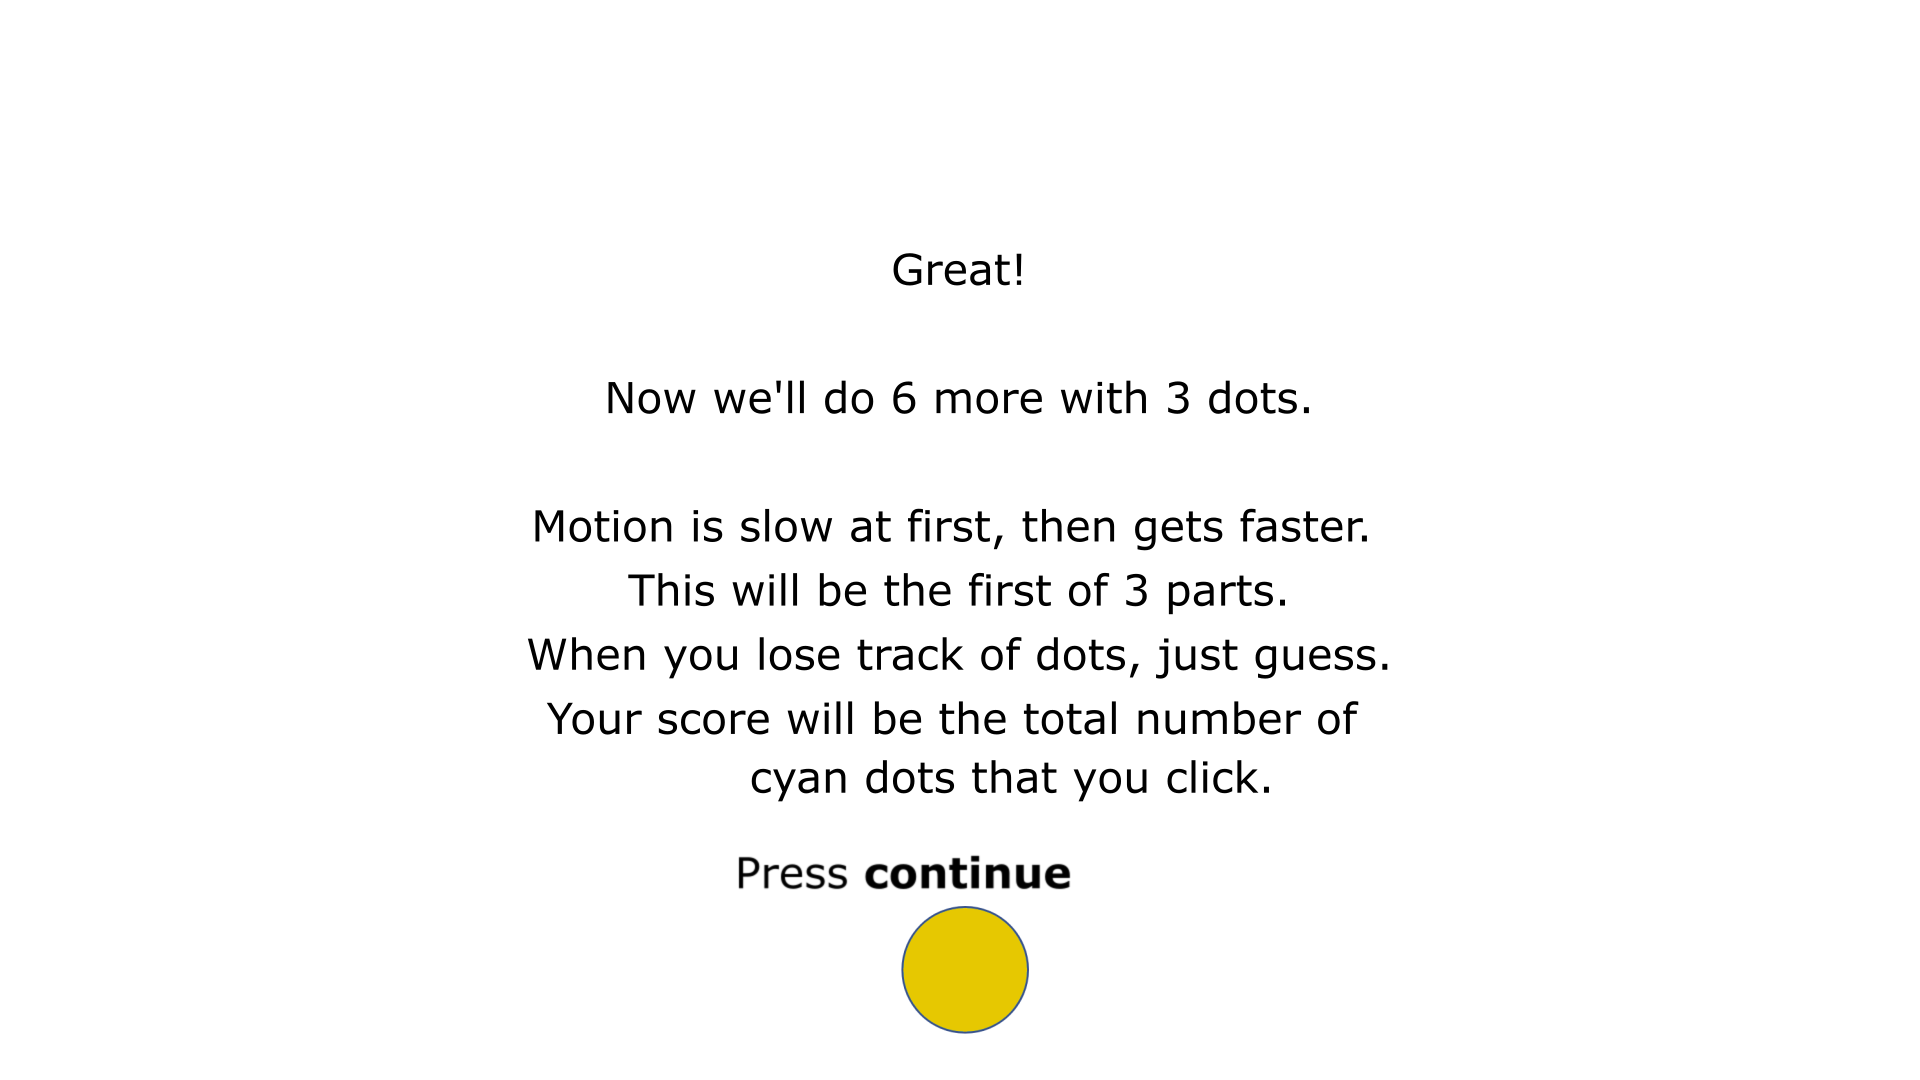 Great!
Now we'll do 6 more with 3 dots.
Motion is slow at first, then gets faster.
This will be the first of 3 parts.
When you lose track of dots, just guess.
Your score will be the total number of
cyan dots that you click.
Press continue